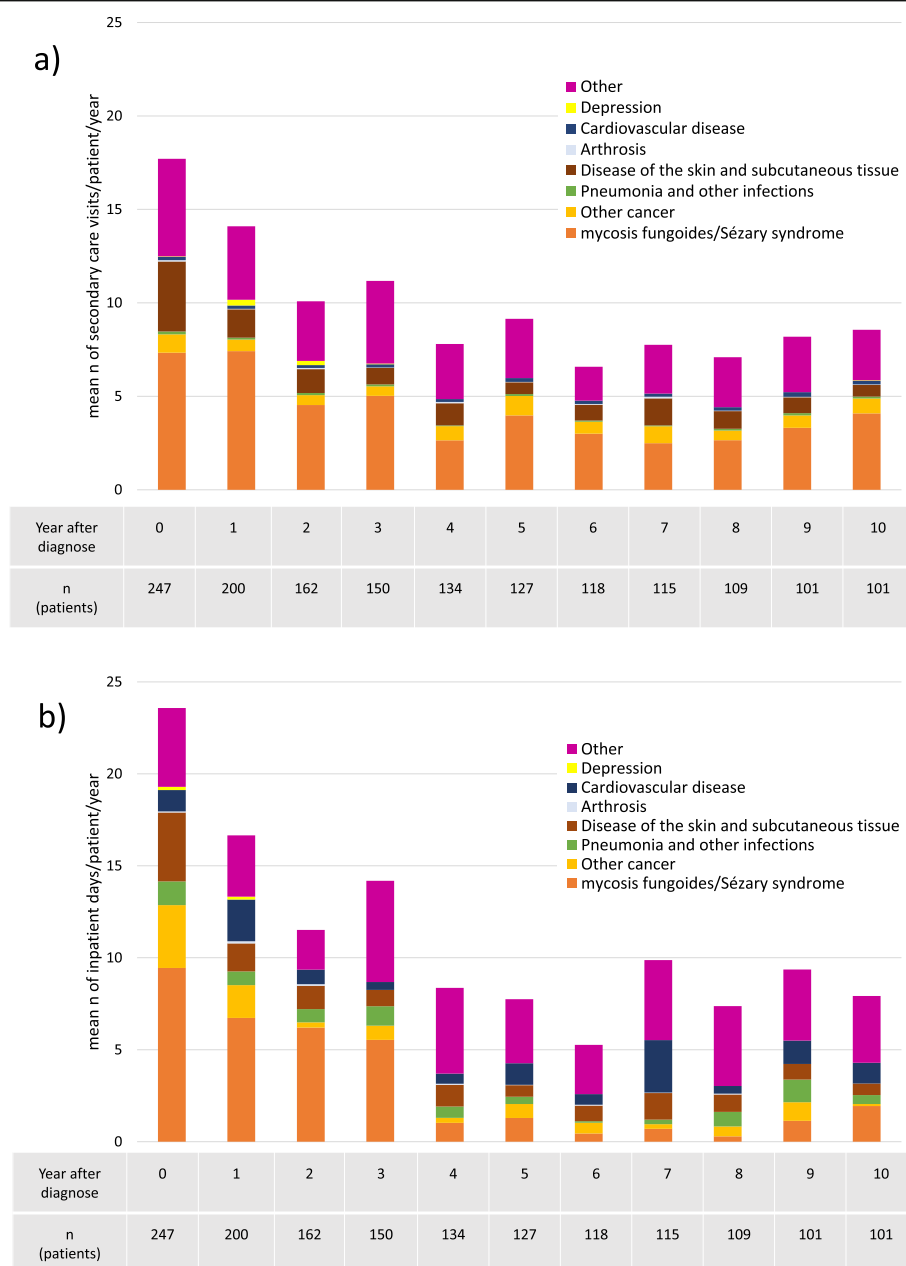 25
a)
mean n of secondary care visits/patient/year
Other
Depression
20
Cardiovascular disease
Arthrosis
Disease of the skin and subcutaneous tissue
Pneumonia and other infections
Other cancer
mycosis fungoides/Sézary syndrome
15
10
5
0
Year after diagnose 0 1 2 3 4 5 6 7 8 9 10
n (patients) 247 200 162 150 134 127 118 115 109 101 101
25
b)
mean n of inpatient days/patient/year
Other
Depression
20
Cardiovascular disease
Arthrosis
Disease of the skin and subcutaneous tissue
Pneumonia and other infections
Other cancer
mycosis fungoides/Sézary syndrome
15
10
5
0
Year after diagnose 0 1 2 3 4 5 6 7 8 9 10
n (patients) 247 200 162 150 134 127 118 115 109 101 101